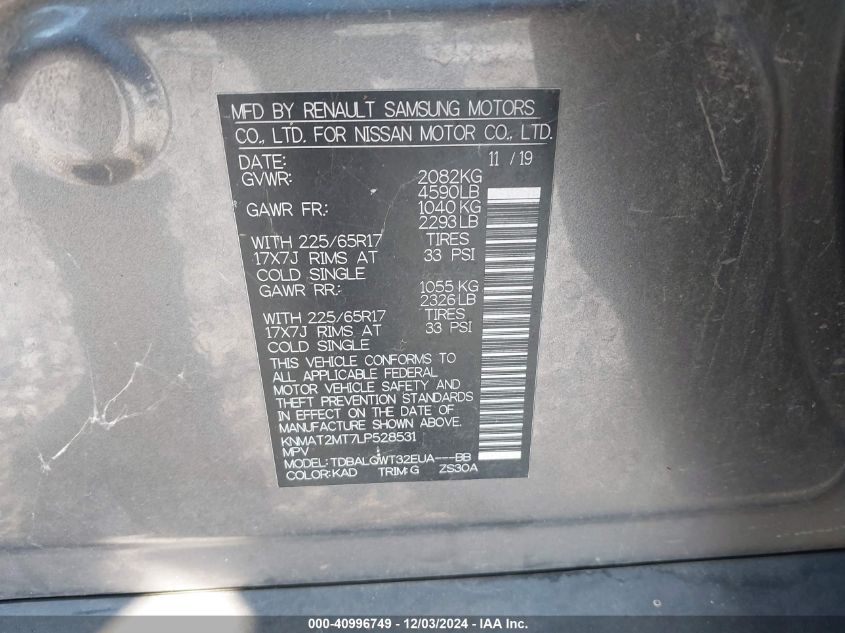 MFD BY RENAULT SAMSUNG MOTORS
CO., LTD. FOR NISSAN MOTOR CO., LTD.
DATE: 11 / 19
GVWR: 2082KG
4590LB
GAWR FR.: 1040 KG
2293 LB
WITH 225/65R17 TIRES
17X7J RIMS AT 33 PSI
COLD SINGLE
GAWR RR.: 1055 KG
2326 LB
WITH 225/65R17 TIRES
17X7J RIMS AT 33 PSI
COLD SINGLE
THIS VEHICLE CONFORMS TO
ALL APPLICABLE FEDERAL
MOTOR VEHICLE SAFETY AND
THEFT PREVENTION STANDARDS
IN EFFECT ON THE DATE OF
MANUFACTURE SHOWN ABOVE.
KNMAT2MT7LP528531
MPV
MODEL: TDBALGWT32EUA---BB
COLOR: KAD TRIM: G ZS30A
000-40996749 - 12/03/2024 - IAA Inc.